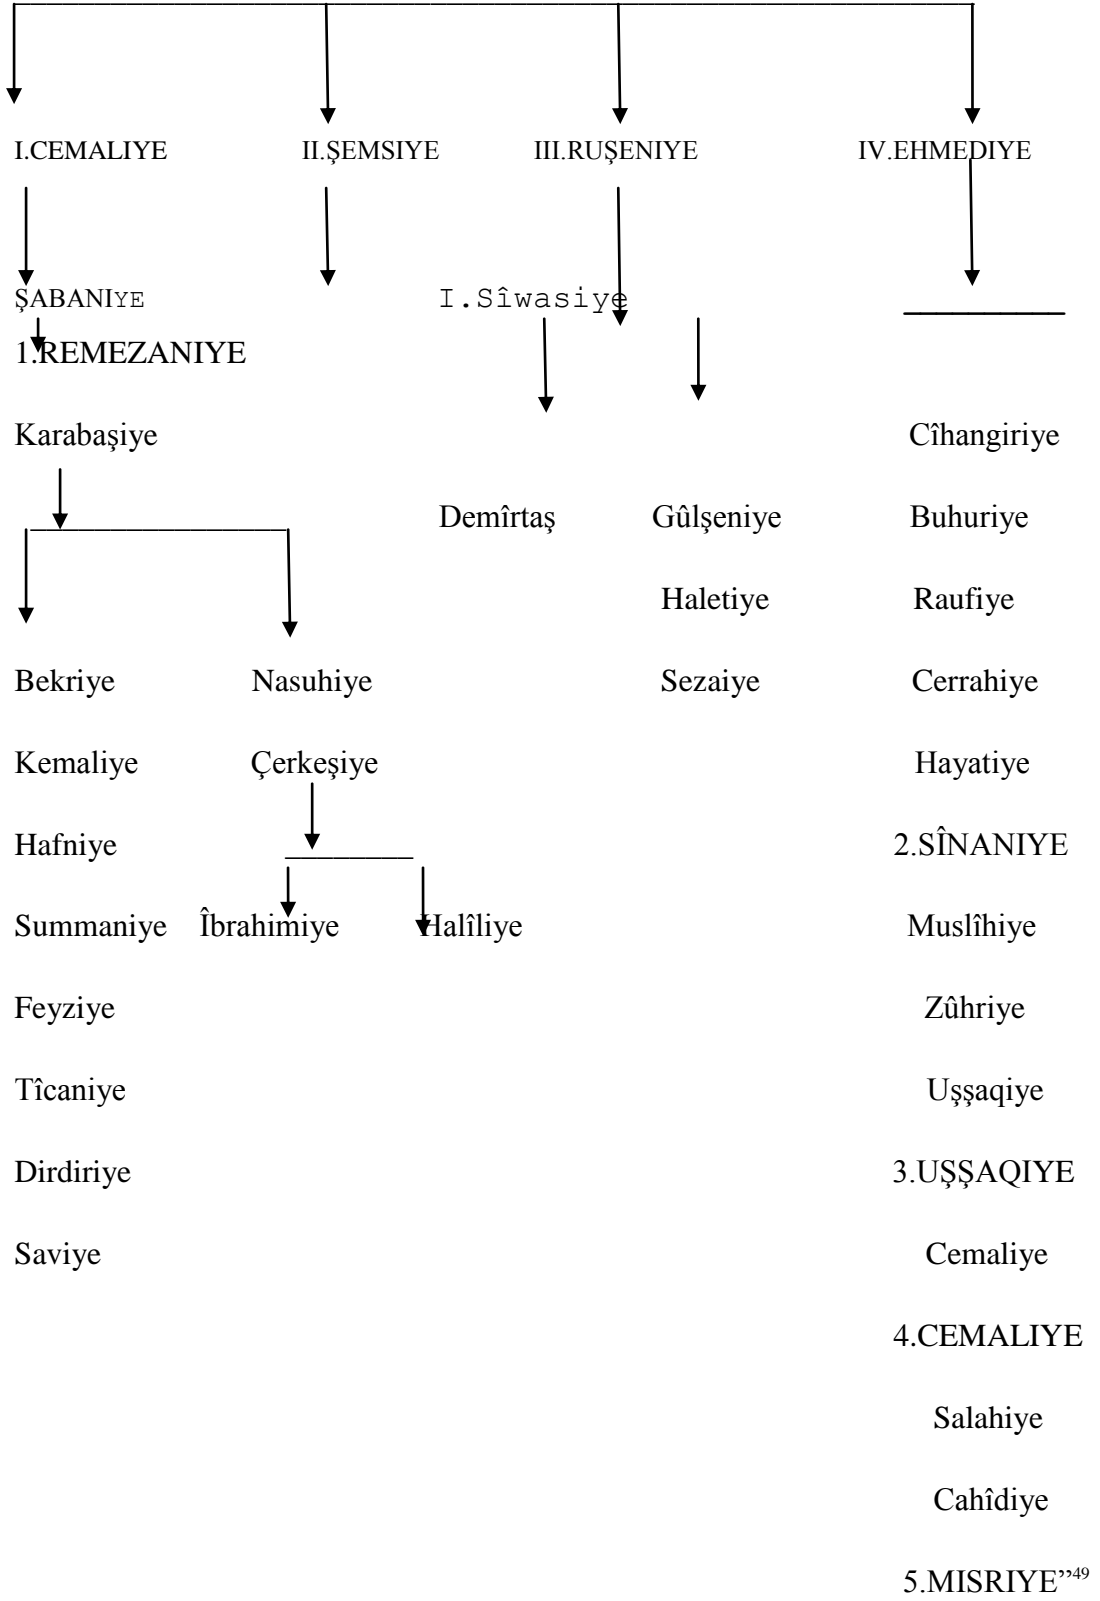 I.CEMALIYE II.ŞEMSIYE III.RUŞENIYE IV.EHMEDIYE
ŞABANIYE I.Sîwasiye
1.REMEZANIYE
Karabaşiye Cîhangiriye
Demîrtaş Gûlşeniye Buhuriye
Haletiye Raufiye
Bekriye Nasuhiye Sezaiye Cerrahiye
Kemaliye Çerkeşiye Hayatiye
Hafniye 2.SÎNANIYE
Summaniye Îbrahimiye Halîliye Muslîhiye
Feyziye Zûhriye
Tîcaniye Uşşaqiye
Dirdiriye 3.UŞŞAQIYE
Saviye Cemaliye
4.CEMALIYE
Salahiye
Cahîdiye
5.MISRIYE”49